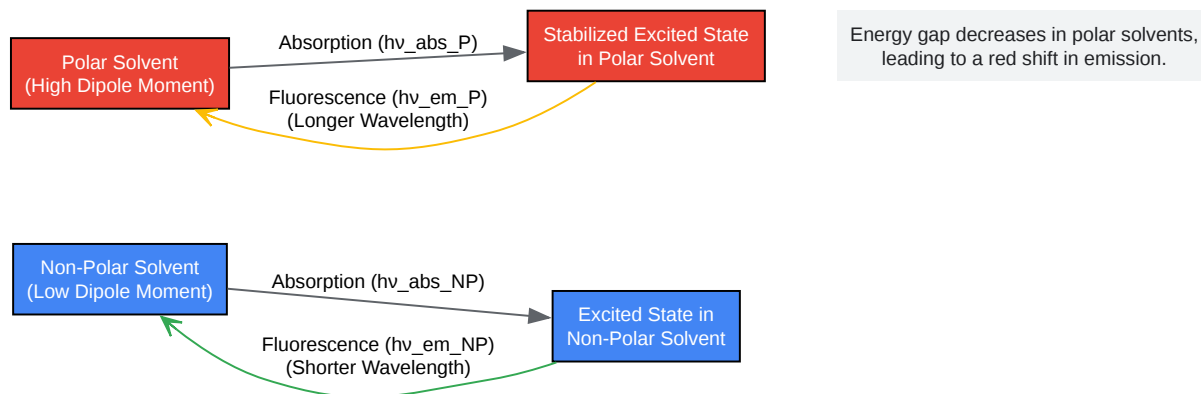 Polar Solvent
(High Dipole Moment)
Absorption (hν_abs_P)
Stabilized Excited State
in Polar Solvent
Fluorescence (hν_em_P)
(Longer Wavelength)
Energy gap decreases in polar solvents,
leading to a red shift in emission.
Non-Polar Solvent
(Low Dipole Moment)
Absorption (hν_abs_NP)
Excited State in
Non-Polar Solvent
Fluorescence (hν_em_NP)
(Shorter Wavelength)